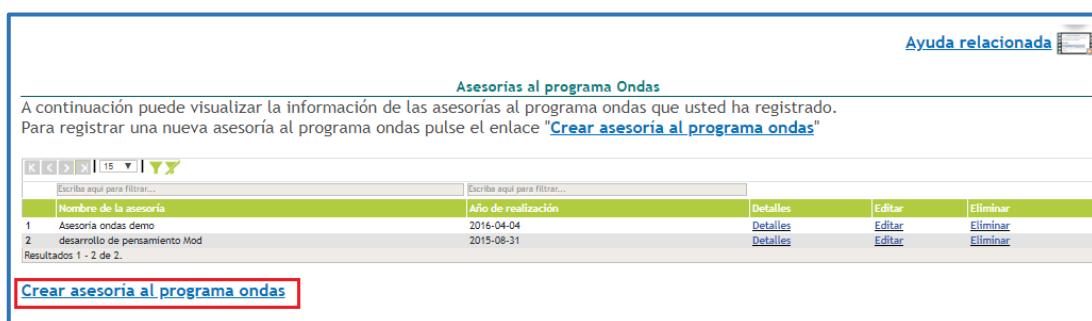 Ayuda relacionada
Asesorías al programa Ondas
A continuación puede visualizar la información de las asesorías al programa ondas que usted ha registrado.
Para registrar una nueva asesoría al programa ondas pulse el enlace "Crear asesoría al programa ondas"
15
Escriba aquí para filtrar... Escriba aquí para filtrar...
Nombre de la asesoría Año de realización Detalles Editar Eliminar
1 Asesoria ondas demo 2016-04-04 Detalles Editar Eliminar
2 desarrollo de pensamiento Mod 2015-08-31 Detalles Editar Eliminar
Resultados 1 - 2 de 2.
Crear asesoría al programa ondas